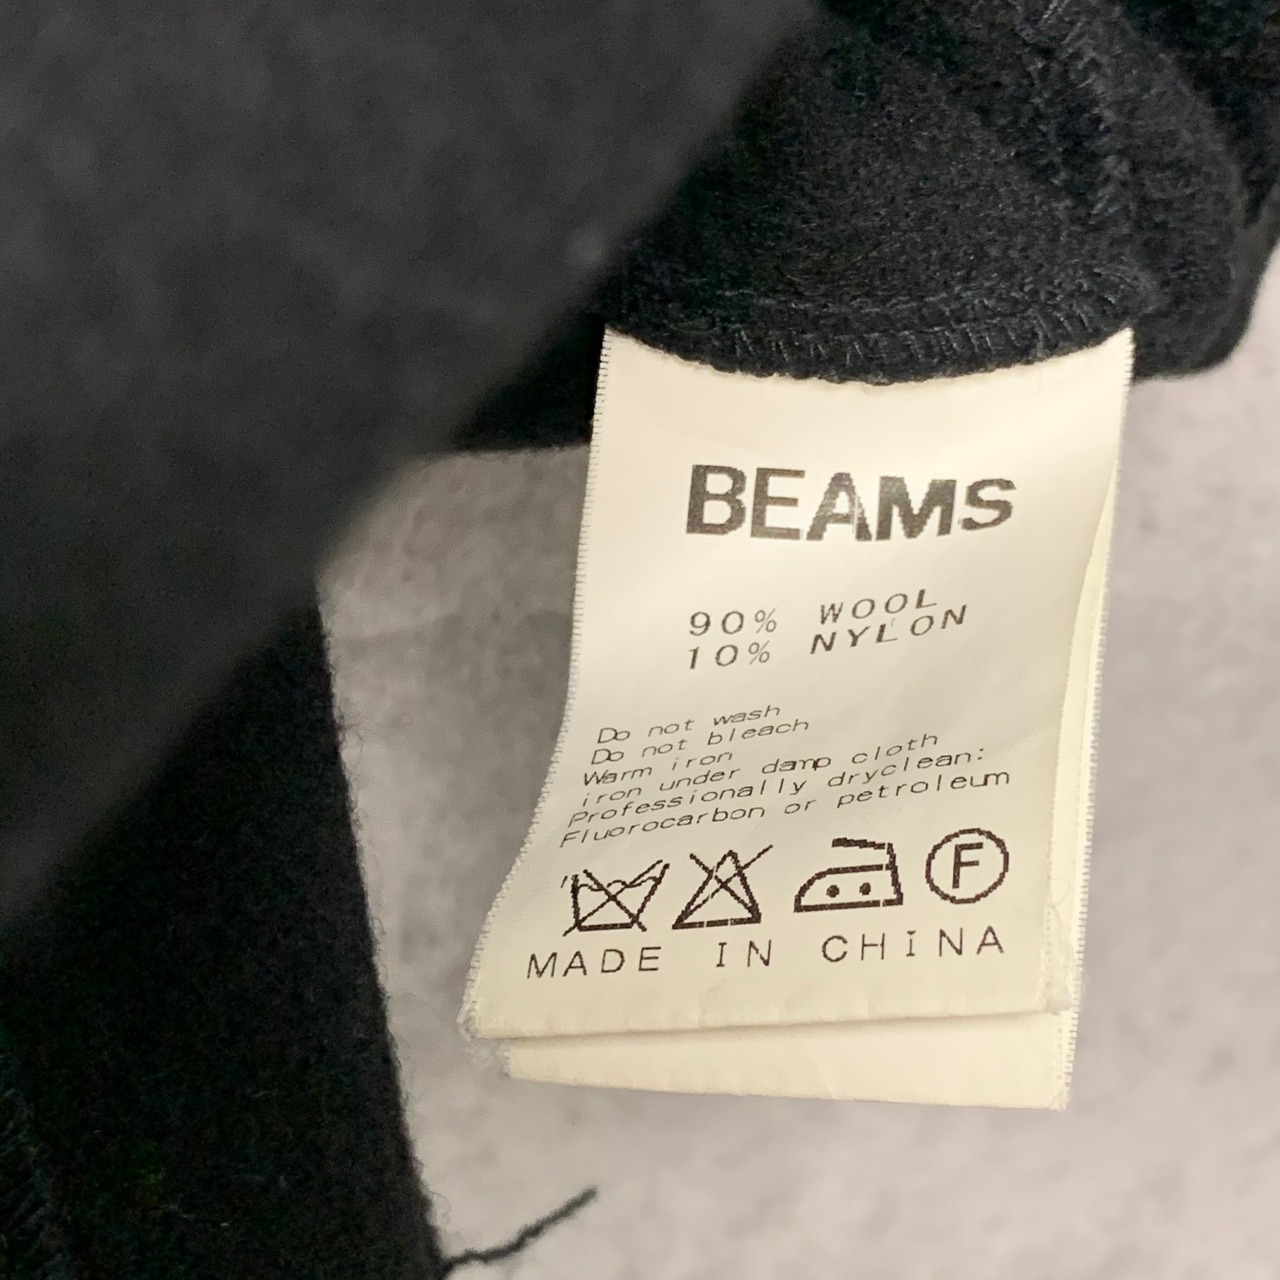 BEAMS
90% WOOL
10% NYLON
Do not wash
Do not bleach
Warm iron
iron under damp cloth
Professionally dryclean:
Fluorocarbon or petroleum
F
MADE IN CHINA